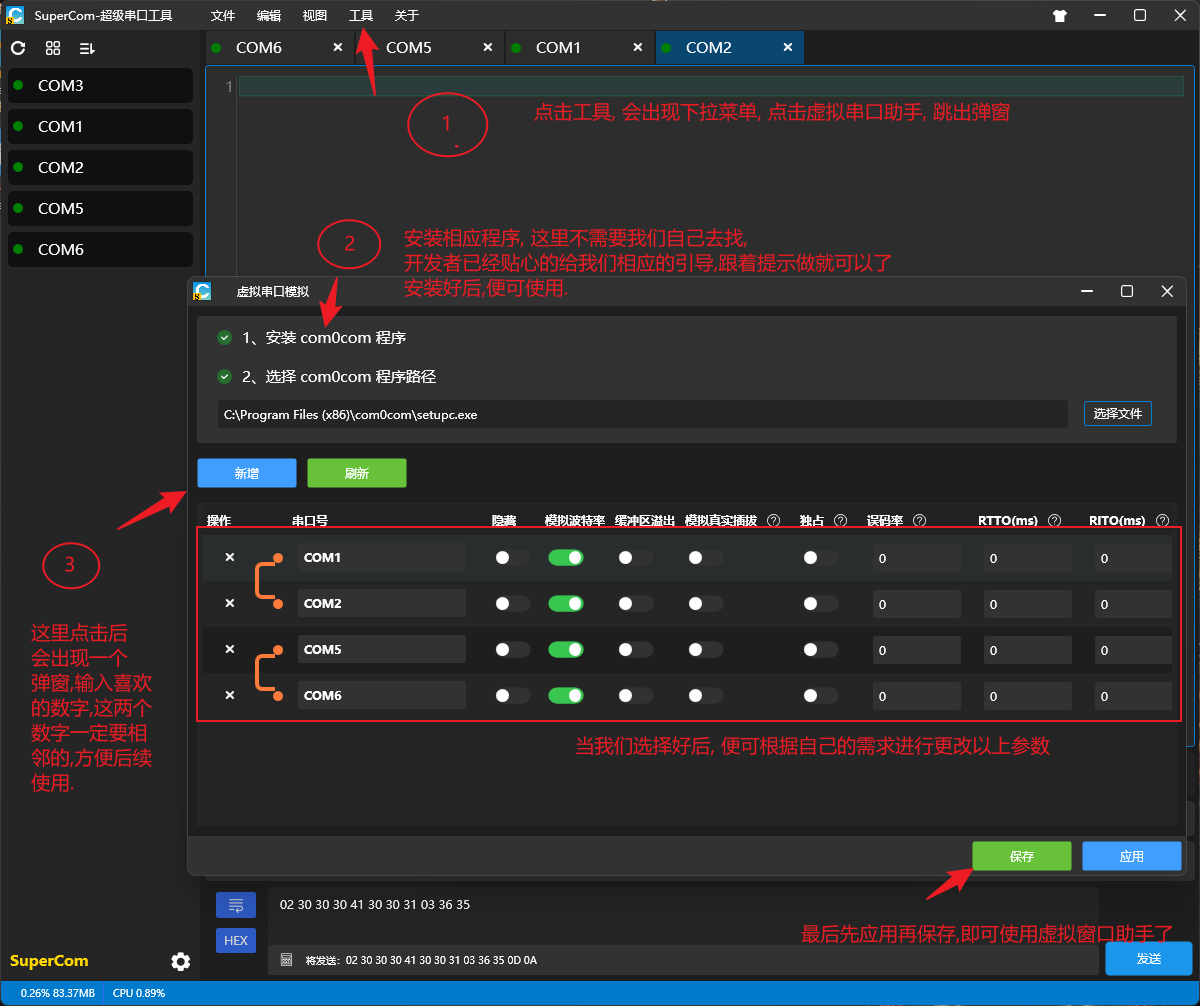 SuperCom-超级串口工具 文件 编辑 视图 工具 关于
COM6 × COM5 × COM1 × COM2 ×
COM3
COM1
COM2
COM5
COM6
1
1
.
点击工具, 会出现下拉菜单, 点击虚拟串口助手, 跳出弹窗
2
安装相应程序, 这里不需要我们自己去找,
开发者已经贴心的给我们相应的引导,跟着提示做就可以了
安装好后,便可使用.
虚拟串口模拟
1、安装 com0com 程序
2、选择 com0com 程序路径
C:\Program Files (x86)\com0com\setupc.exe 选择文件
新增 刷新
操作 串口号 隐藏 模拟波特率 缓冲区溢出 模拟真实插拔 ? 独占 ? 误码率 ? RTTO(ms) ? RITO(ms) ?
× COM1 0 0 0
× COM2 0 0 0
× COM5 0 0 0
× COM6 0 0 0
3
这里点击后
会出现一个
弹窗,输入喜欢
的数字,这两个
数字一定要相
邻的,方便后续
使用.
当我们选择好后, 便可根据自己的需求进行更改以上参数
保存 应用
02 30 30 30 41 30 30 31 03 36 35
HEX
最后先应用再保存,即可使用虚拟窗口助手了
将发送: 02 30 30 30 41 30 30 31 03 36 35 0D 0A
发送
SuperCom
0.26% 83.37MB CPU 0.89%